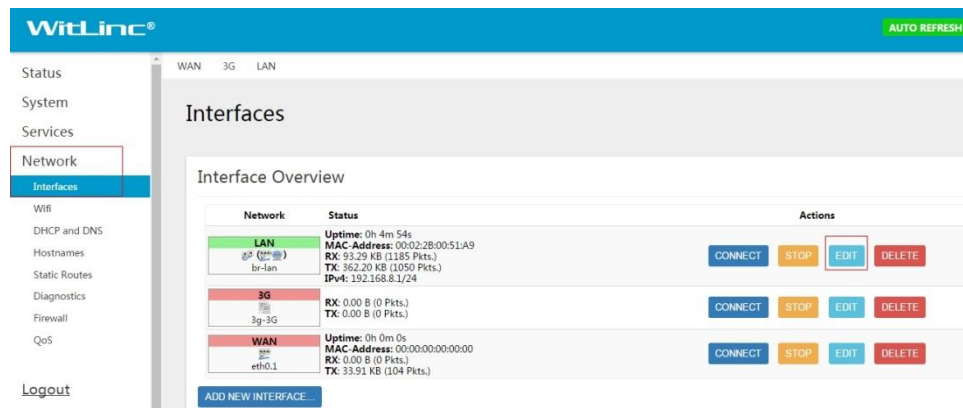 WitLinc®
AUTO REFRESH
Status
System
Services
Network
Interfaces
Wifi
DHCP and DNS
Hostnames
Static Routes
Diagnostics
Firewall
QoS
Logout
WAN 3G LAN
Interfaces
Interface Overview
Network Status Actions
LAN
br-lan
Uptime: 0h 4m 54s
MAC-Address: 00:02:2B:00:51:A9
RX: 93.29 KB (1185 Pkts.)
TX: 362.20 KB (1050 Pkts.)
IPv4: 192.168.8.1/24
CONNECT STOP EDIT DELETE
3G
3g-3G
RX: 0.00 B (0 Pkts.)
TX: 0.00 B (0 Pkts.)
CONNECT STOP EDIT DELETE
WAN
eth0.1
Uptime: 0h 0m 0s
MAC-Address: 00:00:00:00:00:00
RX: 0.00 B (0 Pkts.)
TX: 33.91 KB (104 Pkts.)
CONNECT STOP EDIT DELETE
ADD NEW INTERFACE...